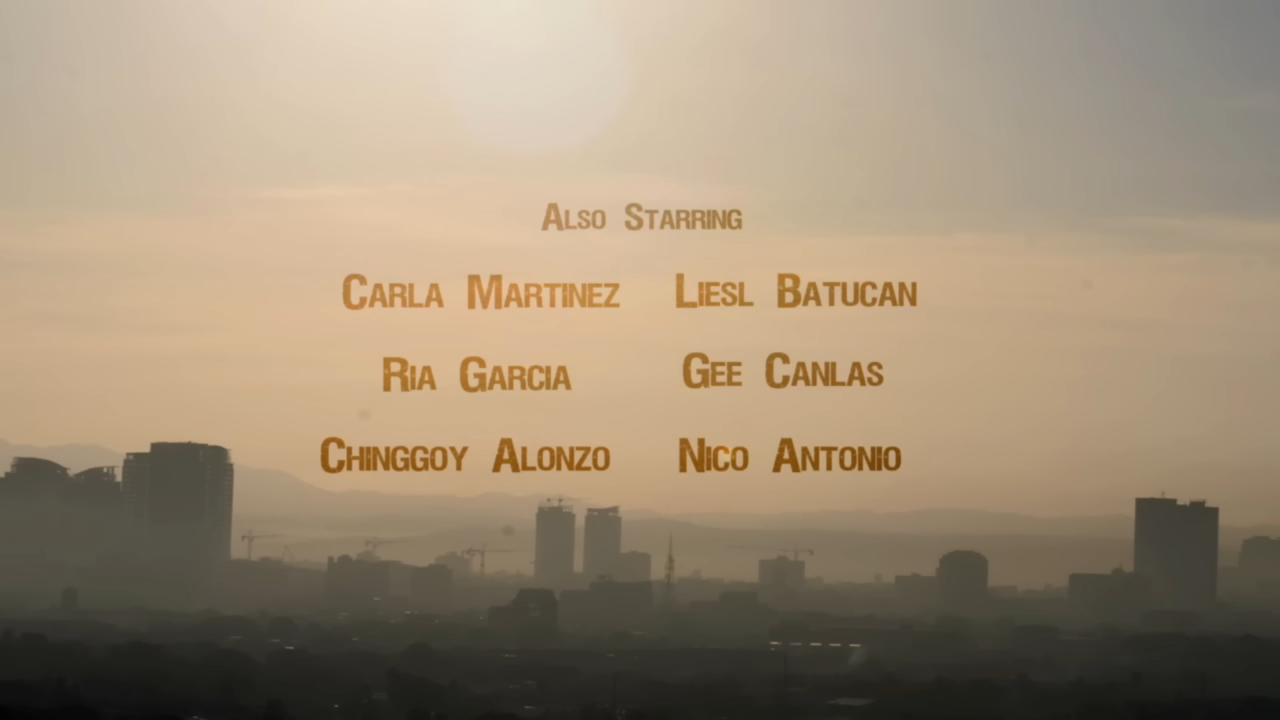 Also Starring
Carla Martinez Liesl Batucan
Ria Garcia Gee Canlas
Chinggoy Alonzo Nico Antonio